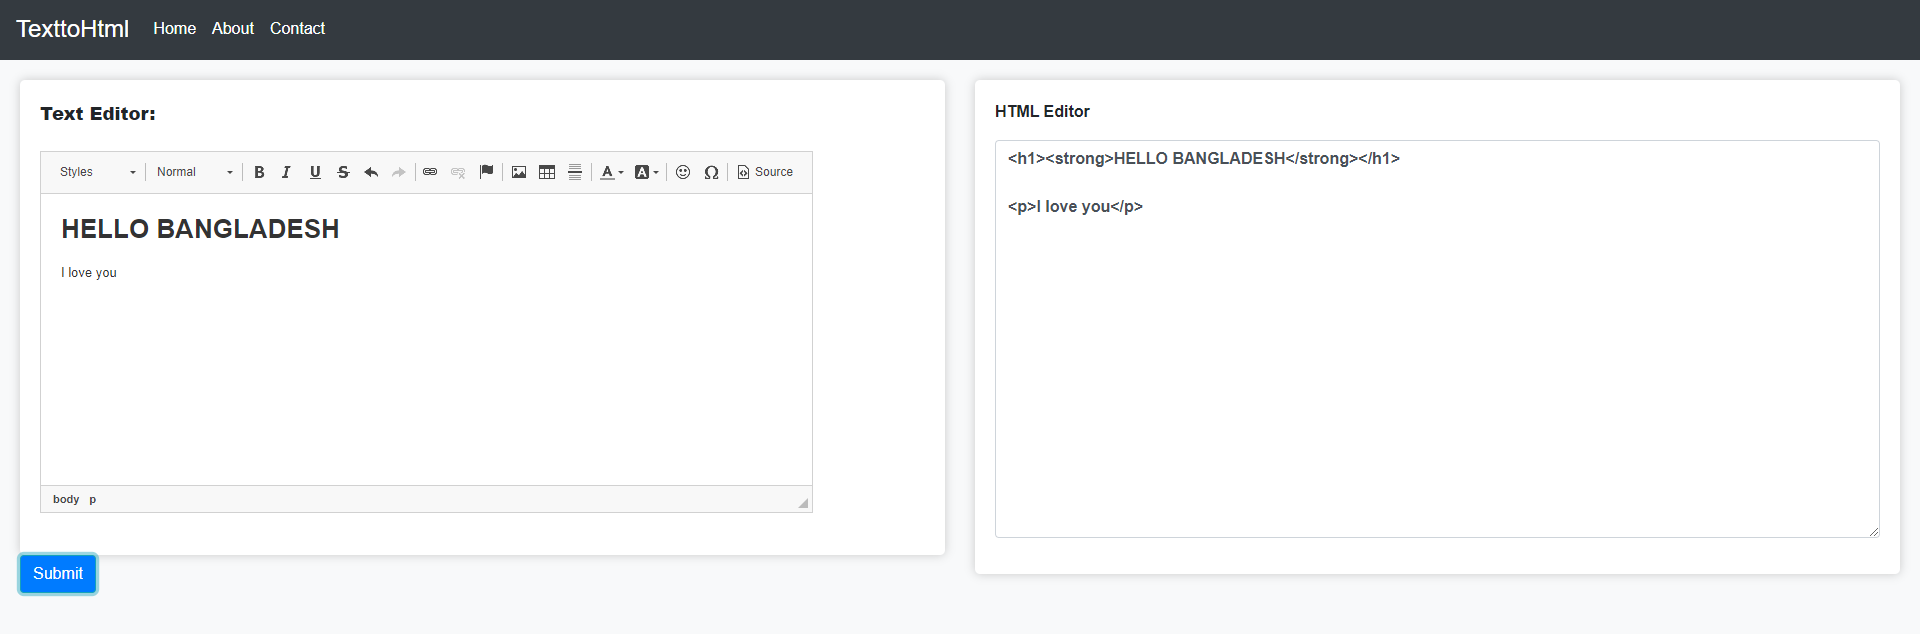 TexttoHtml Home About Contact
Text Editor:
Styles Normal B I U S A A Ω Source
HELLO BANGLADESH
I love you
body p
Submit
HTML Editor
<h1><strong>HELLO BANGLADESH</strong></h1>
<p>I love you</p>